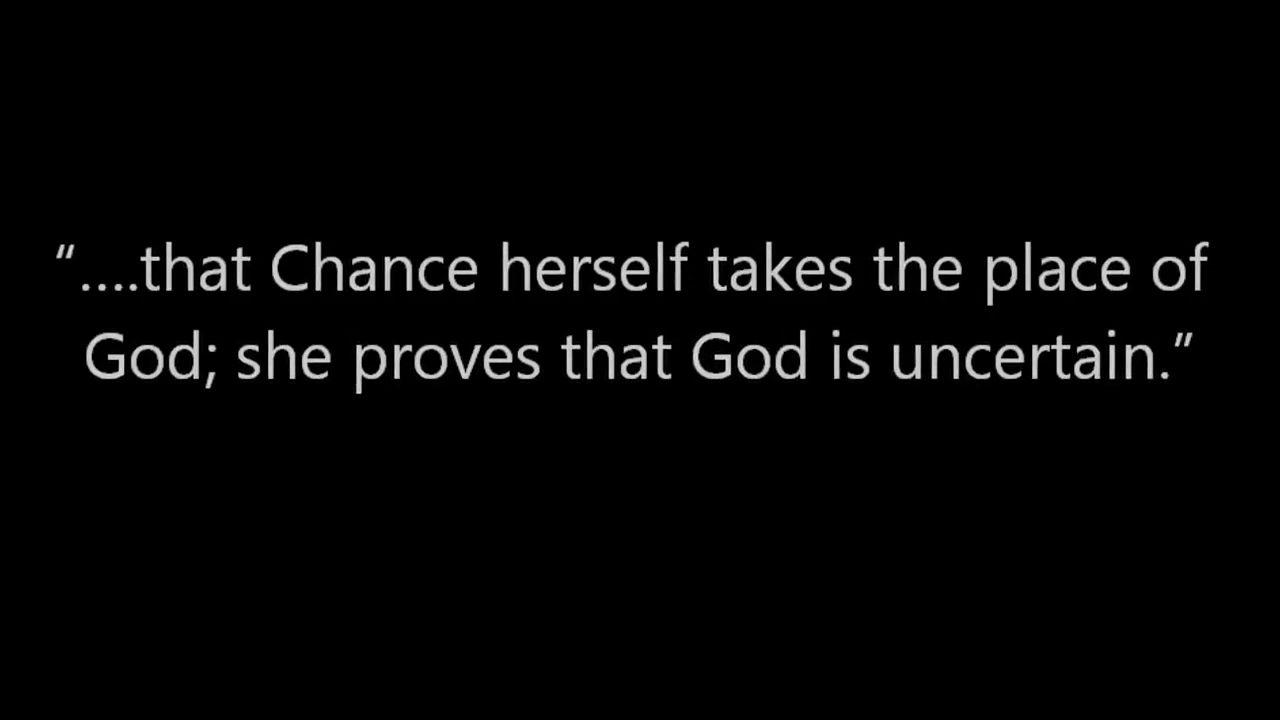 “….that Chance herself takes the place of
God; she proves that God is uncertain.”